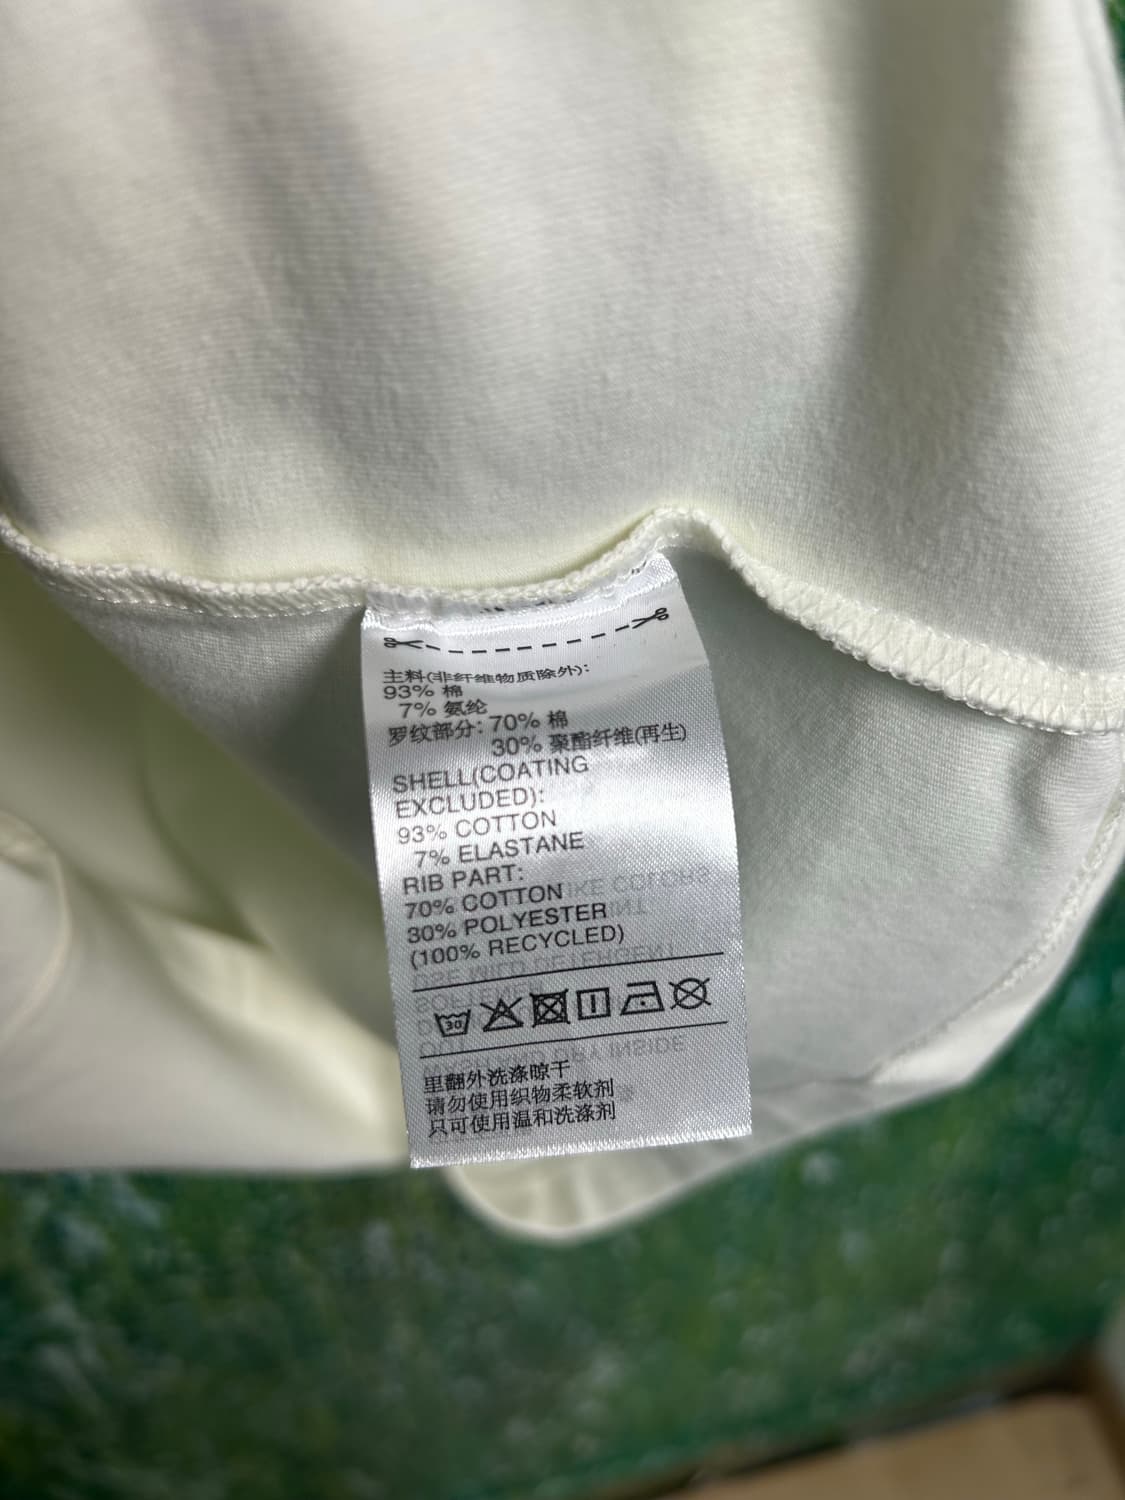 主料(非纤维物质除外):
93% 棉
7% 氨纶
罗纹部分: 70% 棉
30% 聚酯纤维(再生)
SHELL(COATING
EXCLUDED):
93% COTTON
7% ELASTANE
RIB PART:
70% COTTON
30% POLYESTER
(100% RECYCLED)
30
里翻外洗涤晾干
请勿使用织物柔软剂
只可使用温和洗涤剂